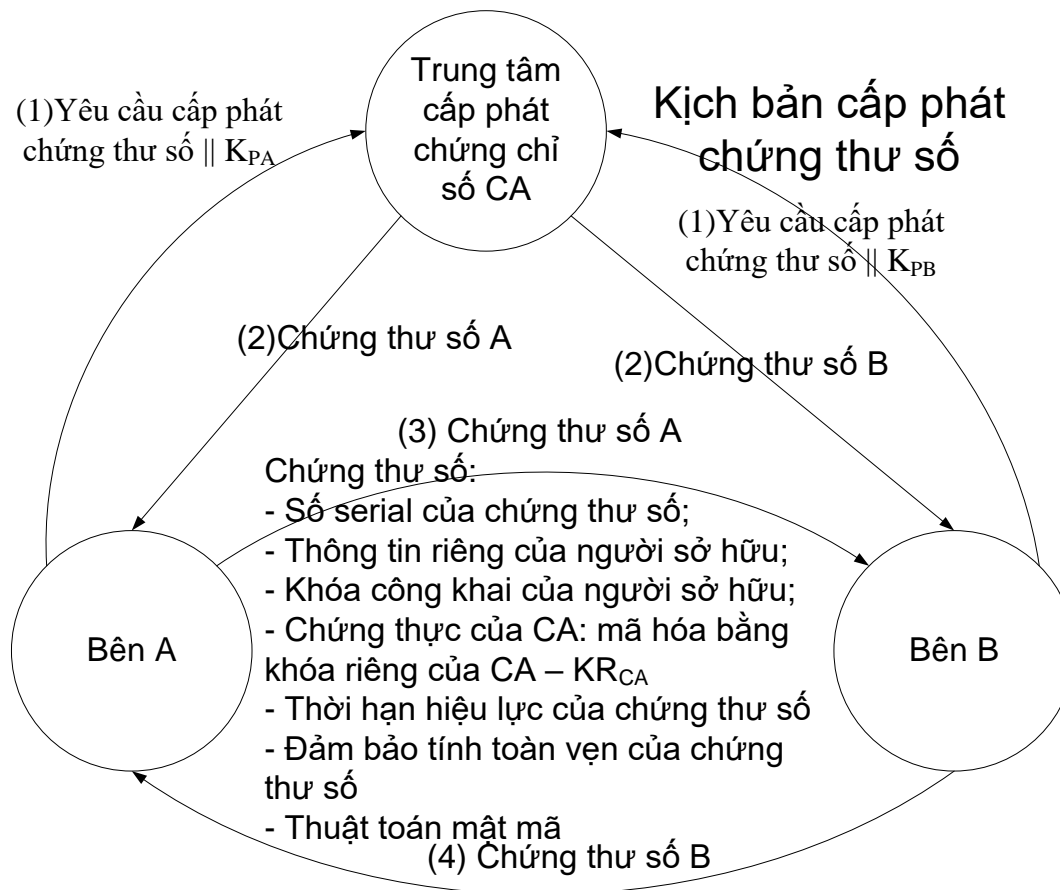 Trung tâm
cấp phát
chứng chỉ
số CA
Kịch bản cấp phát
chứng thư số
(1)Yêu cầu cấp phát
chứng thư số || K_PA
(1)Yêu cầu cấp phát
chứng thư số || K_PB
(2)Chứng thư số A
(2)Chứng thư số B
(3) Chứng thư số A
Chứng thư số:
- Số serial của chứng thư số;
- Thông tin riêng của người sở hữu;
- Khóa công khai của người sở hữu;
- Chứng thực của CA: mã hóa bằng
khóa riêng của CA – KR_CA
- Thời hạn hiệu lực của chứng thư số
- Đảm bảo tính toàn vẹn của chứng
thư số
- Thuật toán mật mã
Bên A
Bên B
(4) Chứng thư số B